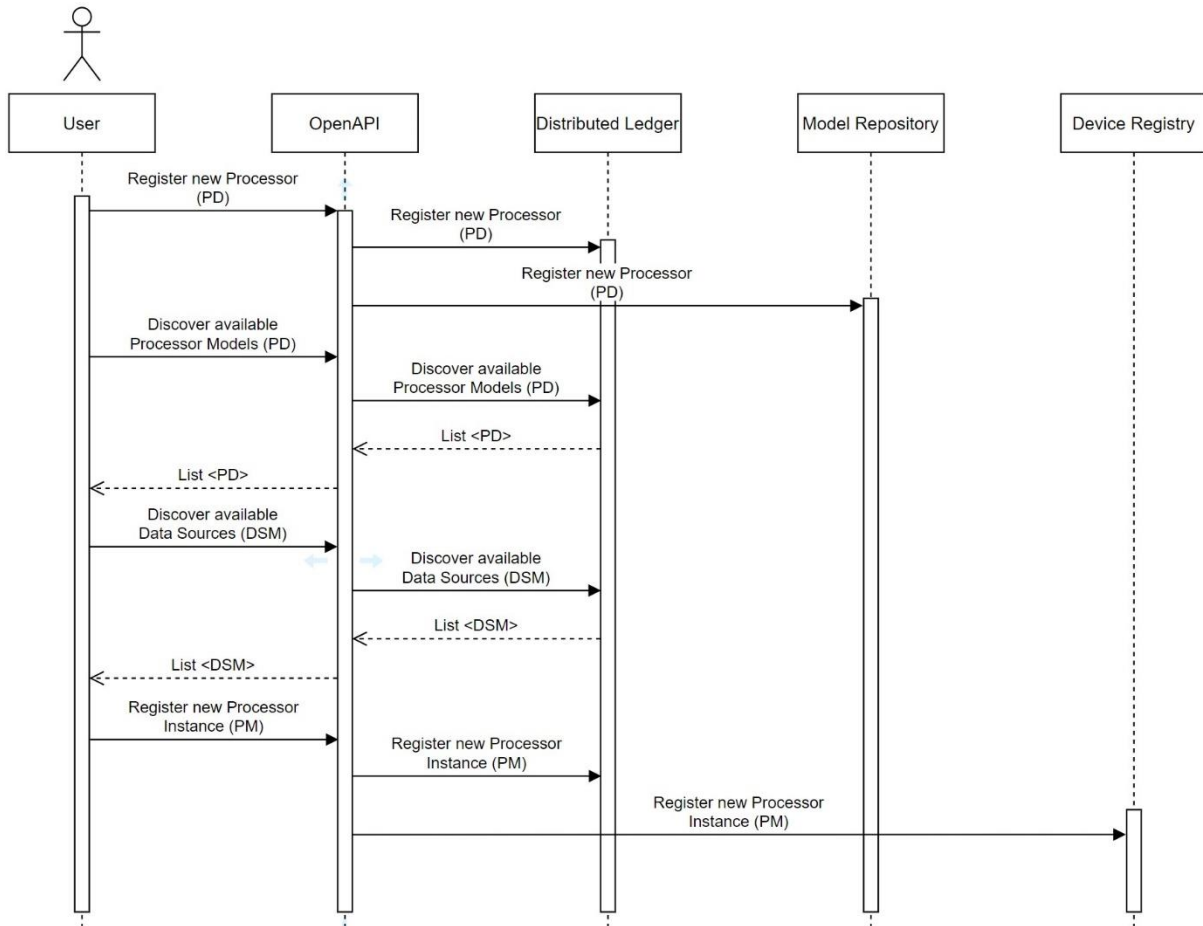 User
OpenAPI
Distributed Ledger
Model Repository
Device Registry
Register new Processor
(PD)
Register new Processor
(PD)
Register new Processor
(PD)
Discover available
Processor Models (PD)
Discover available
Processor Models (PD)
List <PD>
List <PD>
Discover available
Data Sources (DSM)
Discover available
Data Sources (DSM)
List <DSM>
List <DSM>
Register new Processor
Instance (PM)
Register new Processor
Instance (PM)
Register new Processor
Instance (PM)